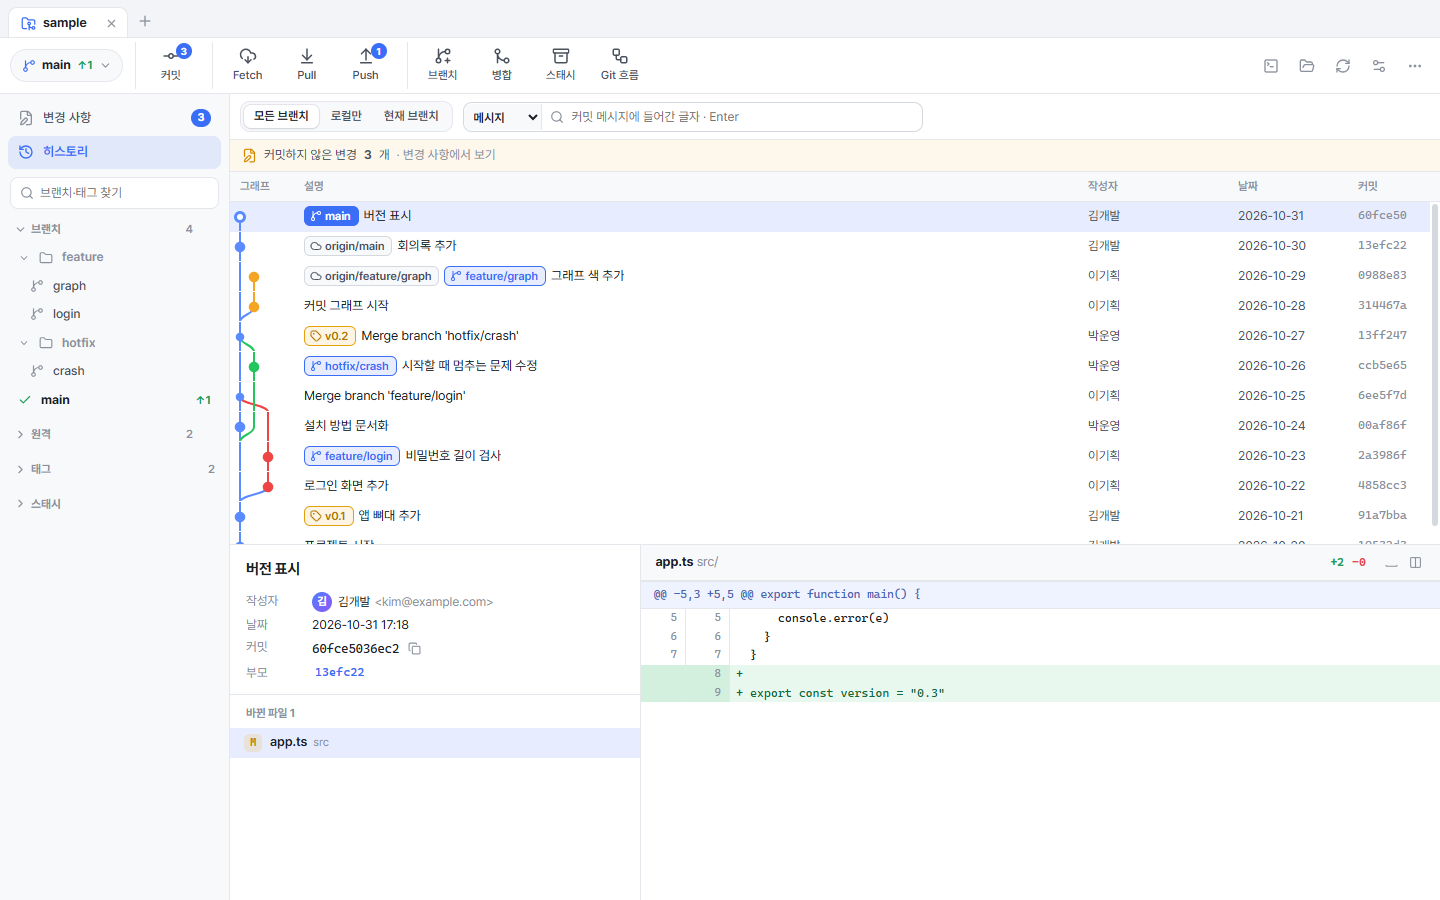 sample
main ↑1
3
커밋
Fetch
Pull
1
Push
브랜치
병합
스태시
Git 흐름
변경 사항 3
히스토리
브랜치·태그 찾기
브랜치 4
feature
graph
login
hotfix
crash
main ↑1
원격 2
태그 2
스태시
모든 브랜치 로컬만 현재 브랜치 메시지 커밋 메시지에 들어간 글자 · Enter
커밋하지 않은 변경 3 개 · 변경 사항에서 보기
그래프 설명 작성자 날짜 커밋
main 버전 표시 김개발 2026-10-31 60fce50
origin/main 회의록 추가 김개발 2026-10-30 13efc22
origin/feature/graph feature/graph 그래프 색 추가 이기획 2026-10-29 0988e83
커밋 그래프 시작 이기획 2026-10-28 314467a
v0.2 Merge branch 'hotfix/crash' 박운영 2026-10-27 13ff247
hotfix/crash 시작할 때 멈추는 문제 수정 박운영 2026-10-26 ccb5e65
Merge branch 'feature/login' 이기획 2026-10-25 6ee5f7d
설치 방법 문서화 박운영 2026-10-24 00af86f
feature/login 비밀번호 길이 검사 이기획 2026-10-23 2a3986f
로그인 화면 추가 이기획 2026-10-22 4858cc3
v0.1 앱 뼈대 추가 김개발 2026-10-21 91a7bba
버전 표시
작성자 김 김개발 <kim@example.com>
날짜 2026-10-31 17:18
커밋 60fce5036ec2
부모 13efc22
바뀐 파일 1
M app.ts src
app.ts src/ +2 −0
@@ -5,3 +5,5 @@ export function main() {
5 5 console.error(e)
6 6 }
7 7 }
8 +
9 + export const version = "0.3"